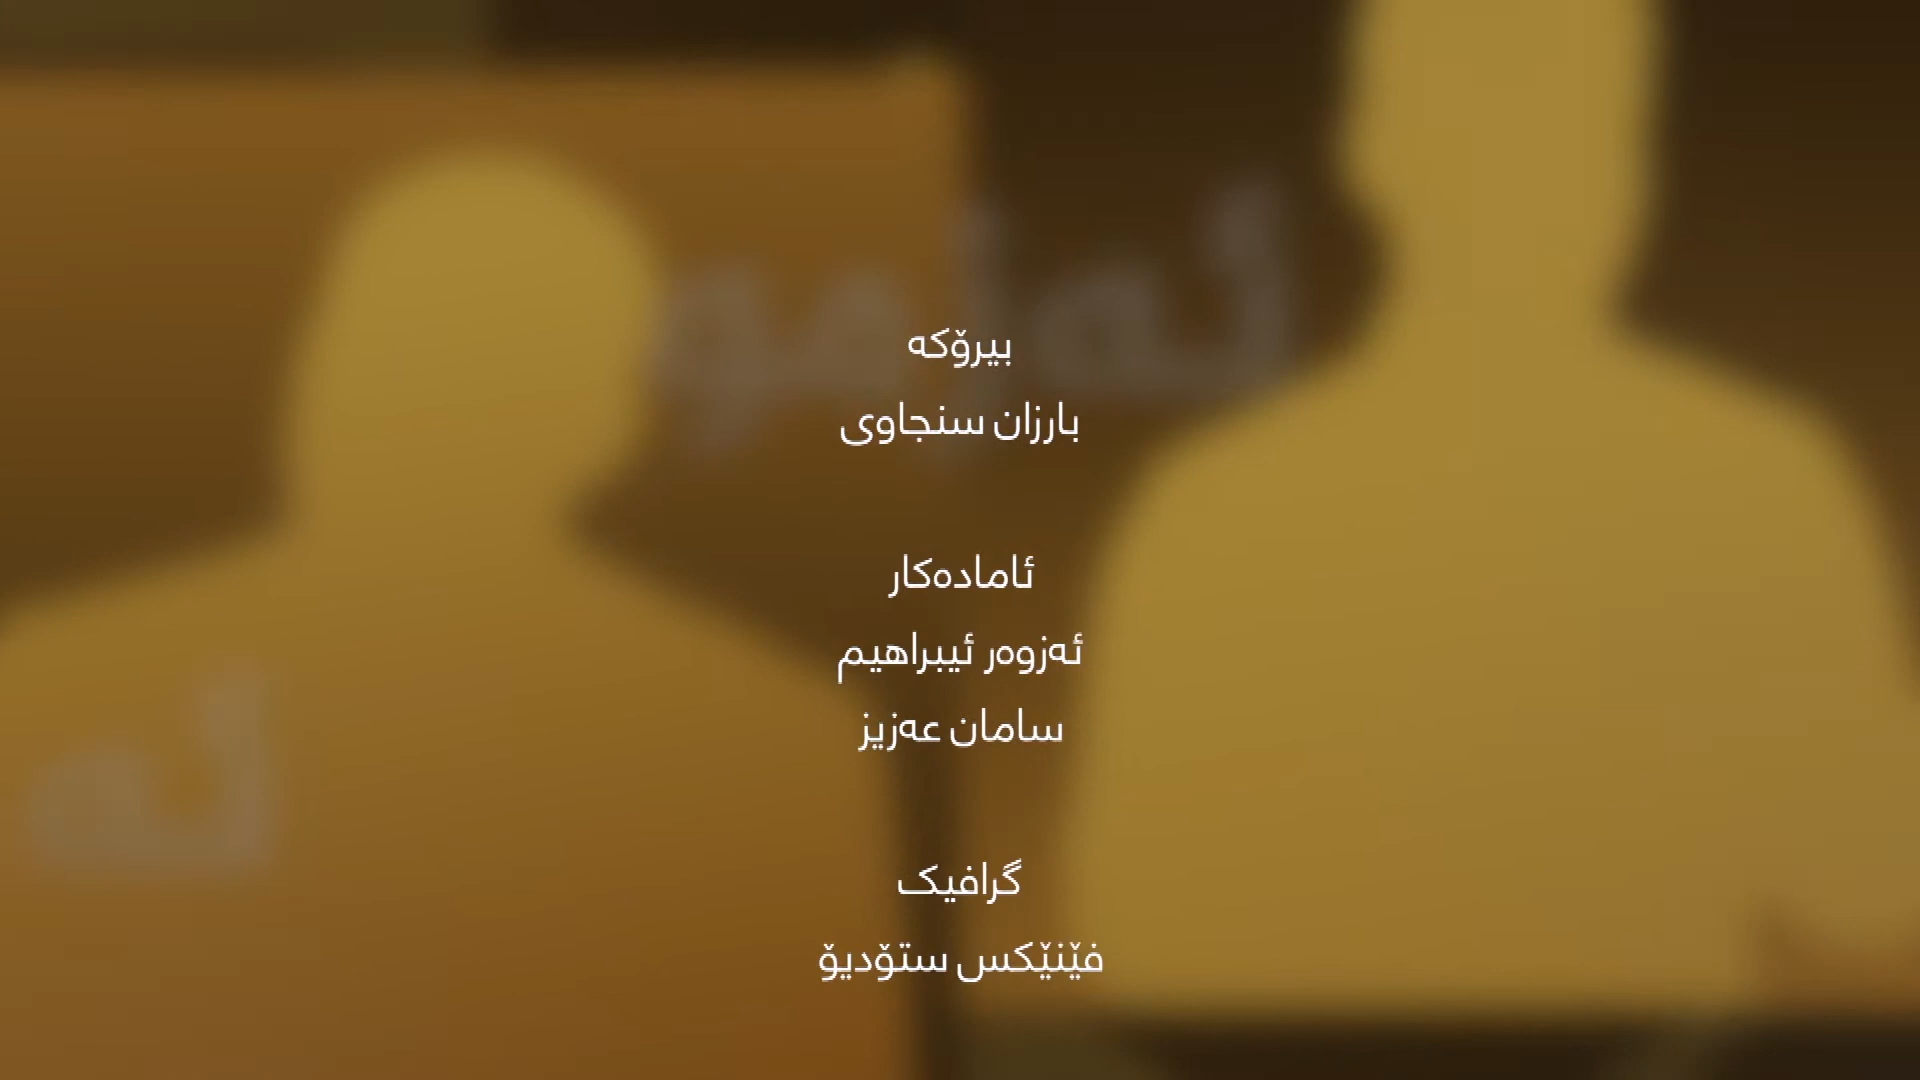 بیرۆکە
بارزان سنجاوی
ئامادەکار
ئەزوەر ئیبراهیم
سامان عەزیز
گرافیک
فێنێکس ستۆدیۆ